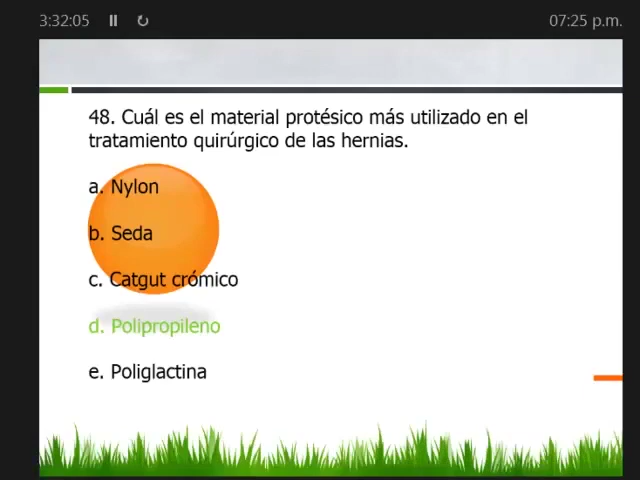 3:32:05
07:25 p.m.
48. Cuál es el material protésico más utilizado en el
tratamiento quirúrgico de las hernias.
a. Nylon
b. Seda
c. Catgut crómico
d. Polipropileno
e. Poliglactina